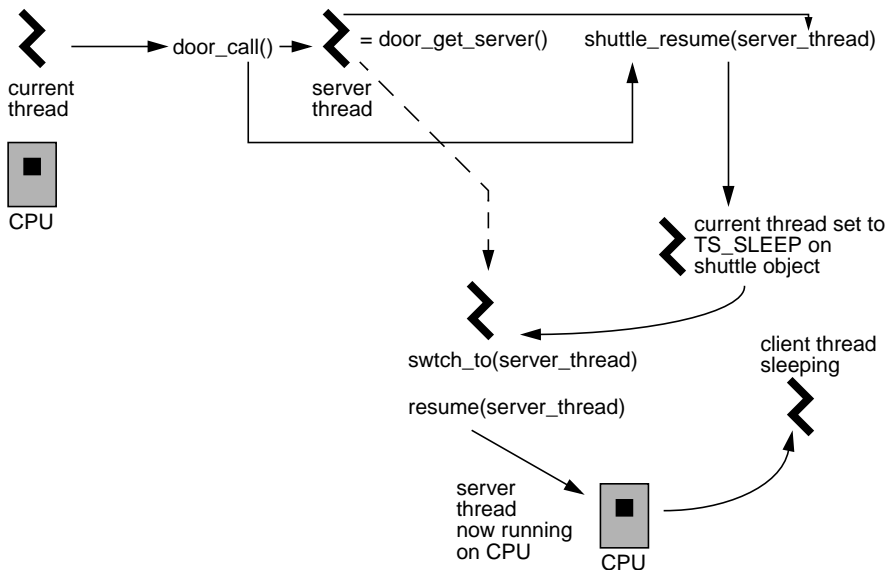 door_call()
= door_get_server()
shuttle_resume(server_thread)
current
thread
server
thread
CPU
current thread set to
TS_SLEEP on
shuttle object
swtch_to(server_thread)
client thread
sleeping
resume(server_thread)
server
thread
now running
on CPU
CPU